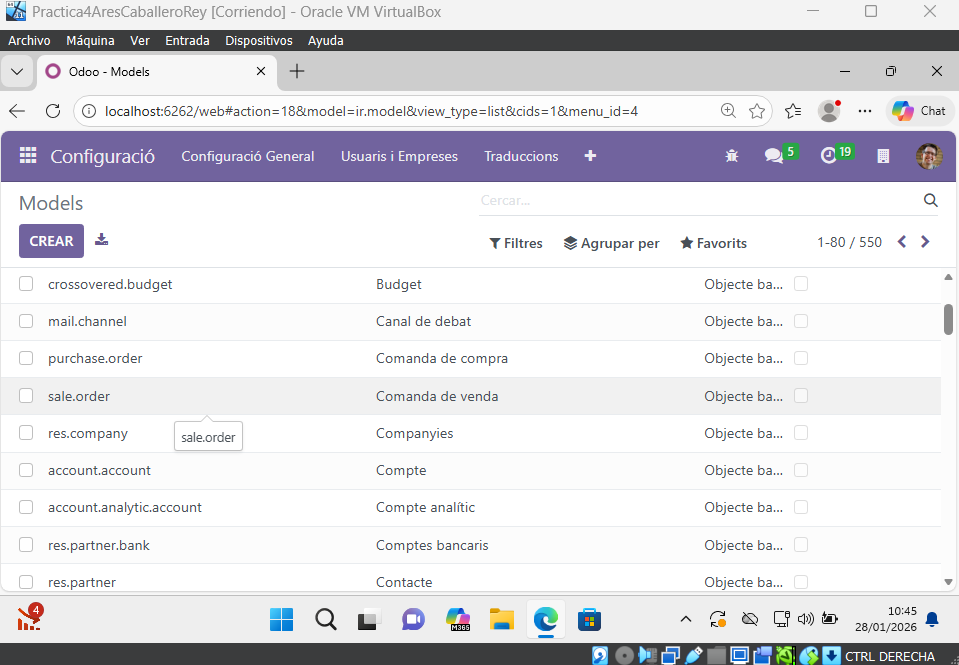 Practica4AresCaballeroRey [Corriendo] - Oracle VM VirtualBox
Archivo Máquina Ver Entrada Dispositivos Ayuda
Odoo - Models
localhost:6262/web#action=18&model=ir.model&view_type=list&cids=1&menu_id=4
Chat
Configuració Configuració General Usuaris i Empreses Traduccions 5 19
Models
Cercar...
CREAR
Filtres Agrupar per Favorits 1-80 / 550
crossovered.budget Budget Objecte ba...
mail.channel Canal de debat Objecte ba...
purchase.order Comanda de compra Objecte ba...
sale.order Comanda de venda Objecte ba...
res.company Companyies Objecte ba...
sale.order
account.account Compte Objecte ba...
account.analytic.account Compte analític Objecte ba...
res.partner.bank Comptes bancaris Objecte ba...
res.partner Contacte Objecte ba...
4
M365
10:45
28/01/2026
CTRL DERECHA